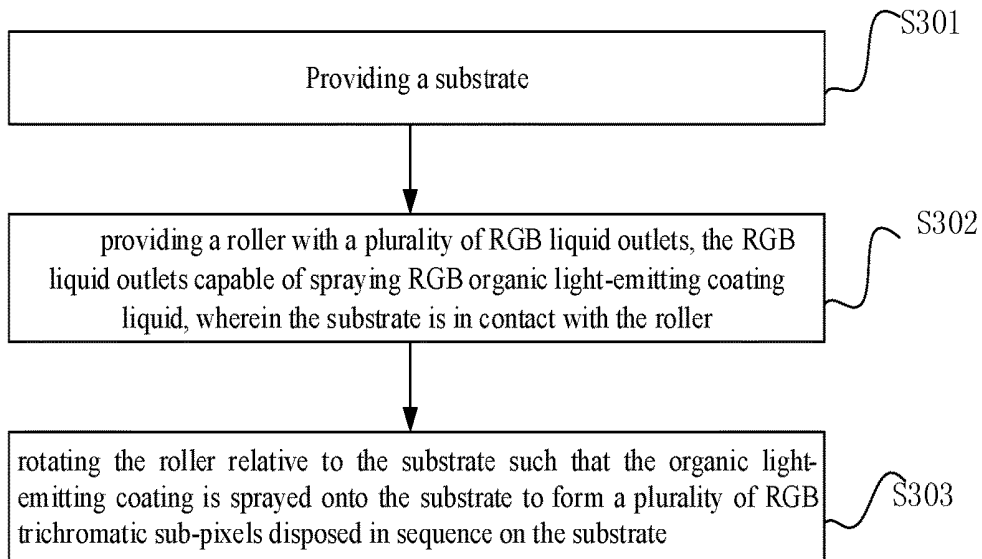 S301
Providing a substrate
S302
providing a roller with a plurality of RGB liquid outlets, the RGB
liquid outlets capable of spraying RGB organic light-emitting coating
liquid, wherein the substrate is in contact with the roller
rotating the roller relative to the substrate such that the organic light-
emitting coating is sprayed onto the substrate to form a plurality of RGB
trichromatic sub-pixels disposed in sequence on the substrate
S303